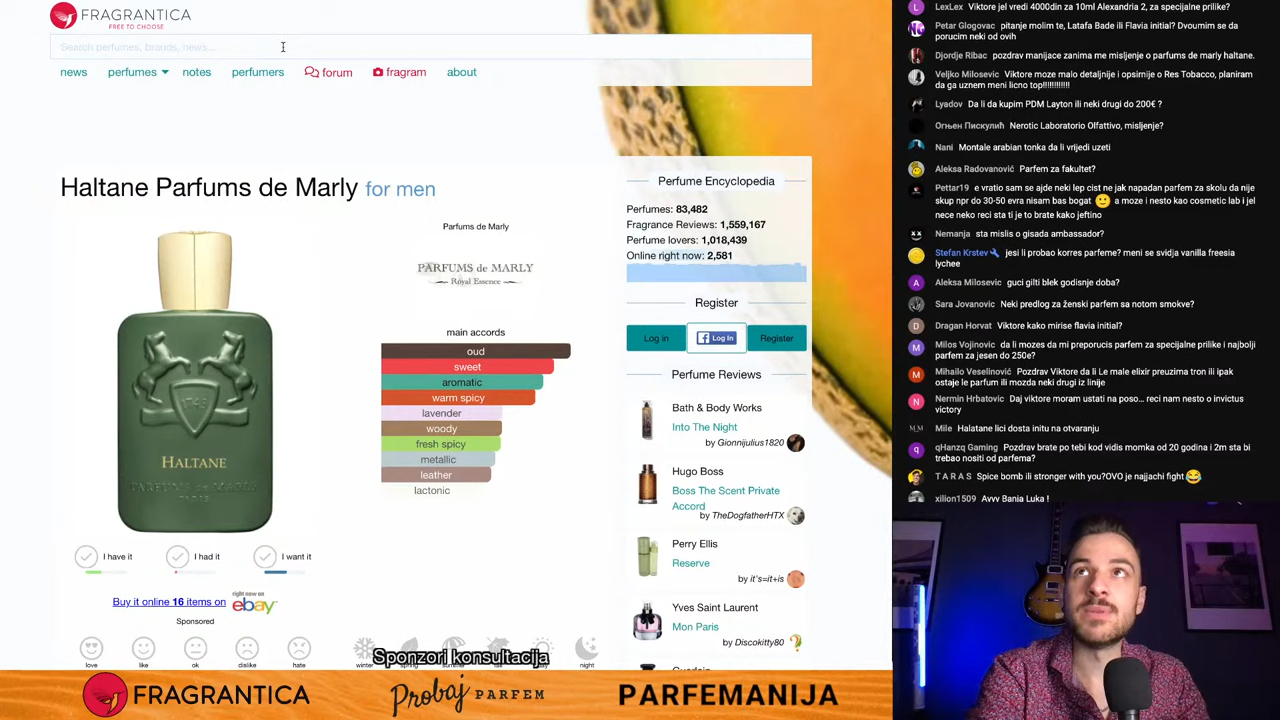 FRAGRANTICA
FREE TO CHOOSE
Search perfumes, brands, news...
news perfumes notes perfumers forum fragram about
Haltane Parfums de Marly for men
HALTANE
PARFUMS DE MARLY
PARIS
I have it I had it I want it
Buy it online 16 items on right now on ebay
Sponsored
love like ok dislike hate
Parfums de Marly
PARFUMS de MARLY
Royal Essence
main accords
oud
sweet
aromatic
warm spicy
lavender
woody
fresh spicy
metallic
leather
lactonic
winter spring summer fall day night
Sponzori konsultacija
Perfume Encyclopedia
Perfumes: 83,482
Fragrance Reviews: 1,559,167
Perfume lovers: 1,018,439
Online right now: 2,581
Register
Log in Log In Register
Perfume Reviews
Bath & Body Works
Into The Night
by Gionnijulius1820
Hugo Boss
Boss The Scent Private
Accord
by TheDogfatherHTX
Perry Ellis
Reserve
by it's=it+is
Yves Saint Laurent
Mon Paris
by Discokitty80
LexLex Viktore jel vredi 4000din za 10ml Alexandria 2, za specijalne prilike?
Petar Glogovac pitanje molim te, Latafa Bade ili Flavia initial? Dvoumim se da
porucim neki od ovih
Djordje Ribac pozdrav manijace zanima me misljenje o parfums de marly haltane.
Veljko Milosevic Viktore moze malo detaljnije i opsirnije o Res Tobacco, planiram
da ga uznem meni licno top!!!!!!!!!!!!
Lyadov Da li da kupim PDM Layton ili neki drugi do 200€ ?
Огњен Пискулић Nerotic Laboratorio Olfattivo, misljenje?
Nani Montale arabian tonka da li vrijedi uzeti
Aleksa Radovanović Parfem za fakultet?
Pettar19 e vratio sam se ajde neki lep cist ne jak napadan parfem za skolu da nije
skup npr do 30-50 evra nisam bas bogat 🙂 a moze i nesto kao cosmetic lab i jel
nece neko reci sta ti je to brate kako jeftino
Nemanja sta mislis o gisada ambassador?
Stefan Krstev jesi li probao korres parfeme? meni se svidja vanilla freesia
lychee
Aleksa Milosevic guci gilti blek godisnje doba?
Sara Jovanovic Neki predlog za ženski parfem sa notom smokve?
Dragan Horvat Viktore kako mirise flavia initial?
Milos Vojinovic da li mozes da mi preporucis parfem za specijalne prilike i najbolji
parfema za jesen do 250e?
Mihailo Veselinović Pozdrav Viktore da li Le male elixir preuzima tron ili ipak
ostaje le parfum ili mozda neki drugi iz linije
Nermin Hrbatovic Daj viktore moram ustati na poso... reci nam nesto o invictus
victory
Mile Halatane lici dosta initu na otvaranju
qHanzq Gaming Pozdrav brate po tebi kod vidis momka od 20 godina i 2m sta bi
trebao nositi od parfema?
T A R A S Spice bomb ili stronger with you?OVO je najjachi fight😂
xilion1509 Ayyy Banja Luka !
FRAGRANTICA Probaj PARFEM PARFEMANIJA